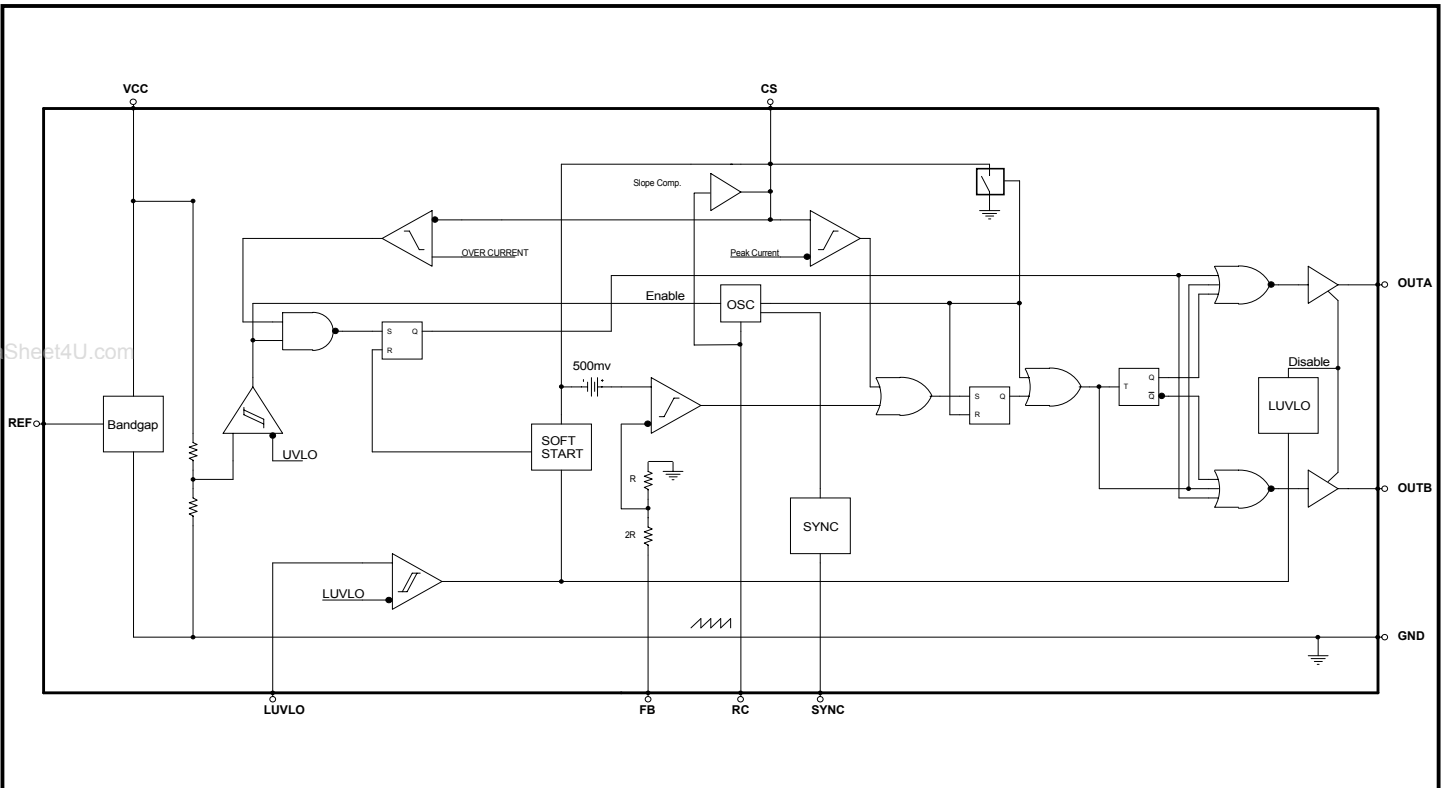 VCC
CS
Slope Comp.
OVER CURRENT
Peak Current
Enable
OSC
OUTA
S Q
R
Sheet4U.com
500mv
Disable
Bandgap
REF
UVLO
SOFT
START
S Q
R
T Q
Q
LUVLO
R
2R
SYNC
OUTB
LUVLO
GND
LUVLO
FB
RC
SYNC